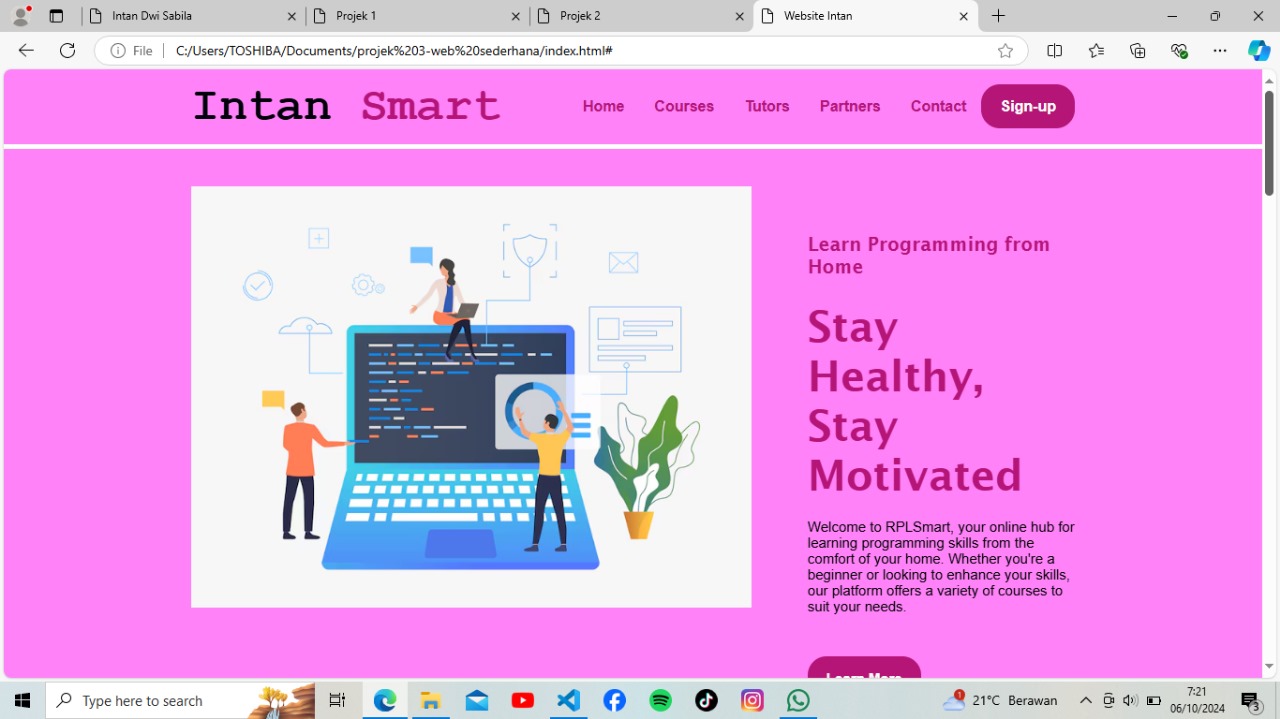 Intan Dwi Sabila
Projek 1
Projek 2
Website Intan
File
C:/Users/TOSHIBA/Documents/projek%203-web%20sederhana/index.html#
Intan Smart
Home
Courses
Tutors
Partners
Contact
Sign-up
Learn Programming from
Home
Stay
Healthy,
Stay
Motivated
Welcome to RPLSmart, your online hub for
learning programming skills from the
comfort of your home. Whether you're a
beginner or looking to enhance your skills,
our platform offers a variety of courses to
suit your needs.
Learn More
Type here to search
1
21°C Berawan
7:21
06/10/2024
3